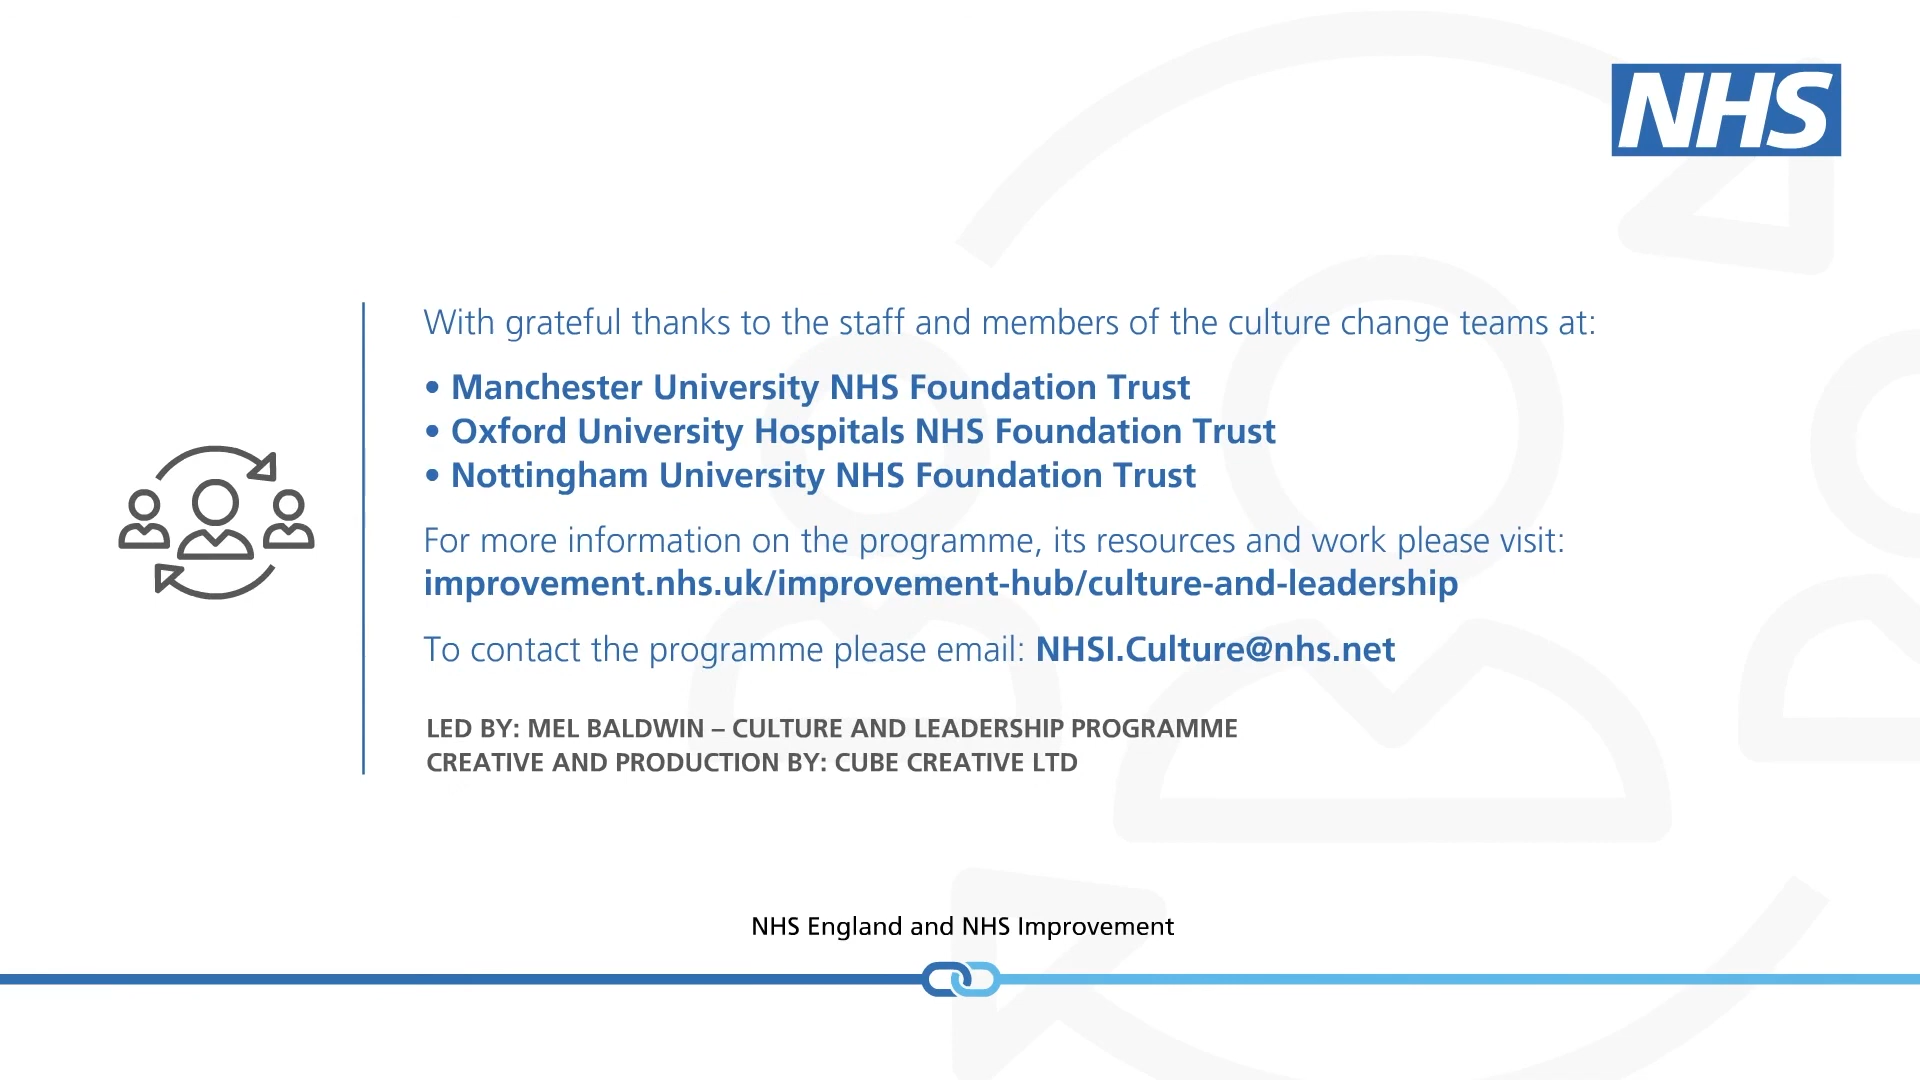 NHS
With grateful thanks to the staff and members of the culture change teams at:
• Manchester University NHS Foundation Trust
• Oxford University Hospitals NHS Foundation Trust
• Nottingham University NHS Foundation Trust
For more information on the programme, its resources and work please visit:
improvement.nhs.uk/improvement-hub/culture-and-leadership
To contact the programme please email: NHSI.Culture@nhs.net
LED BY: MEL BALDWIN – CULTURE AND LEADERSHIP PROGRAMME
CREATIVE AND PRODUCTION BY: CUBE CREATIVE LTD
NHS England and NHS Improvement